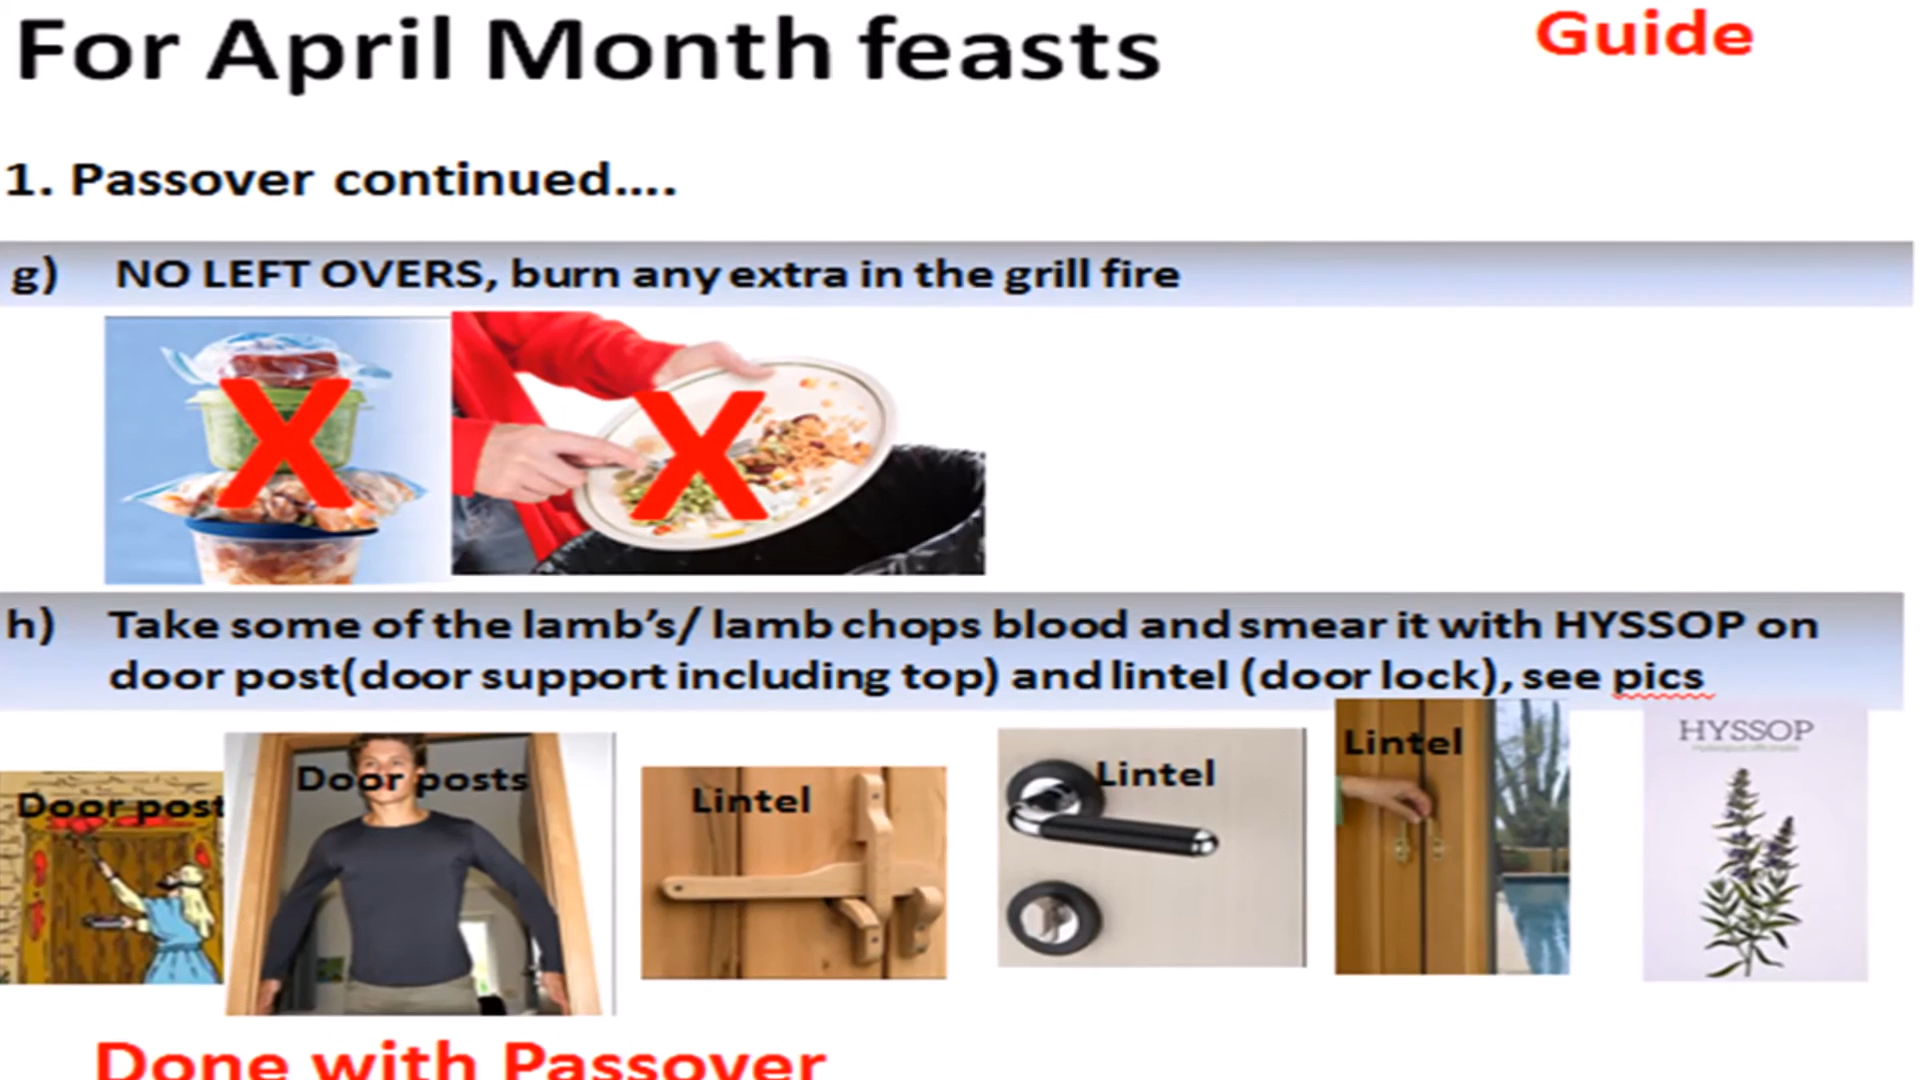 For April Month feasts
Guide
1. Passover continued....
g) NO LEFT OVERS, burn any extra in the grill fire
X
X
h) Take some of the lamb's/ lamb chops blood and smear it with HYSSOP on
door post(door support including top) and lintel (door lock), see pics
Door post
Door posts
Lintel
Lintel
Lintel
HYSSOP
Done with Passover